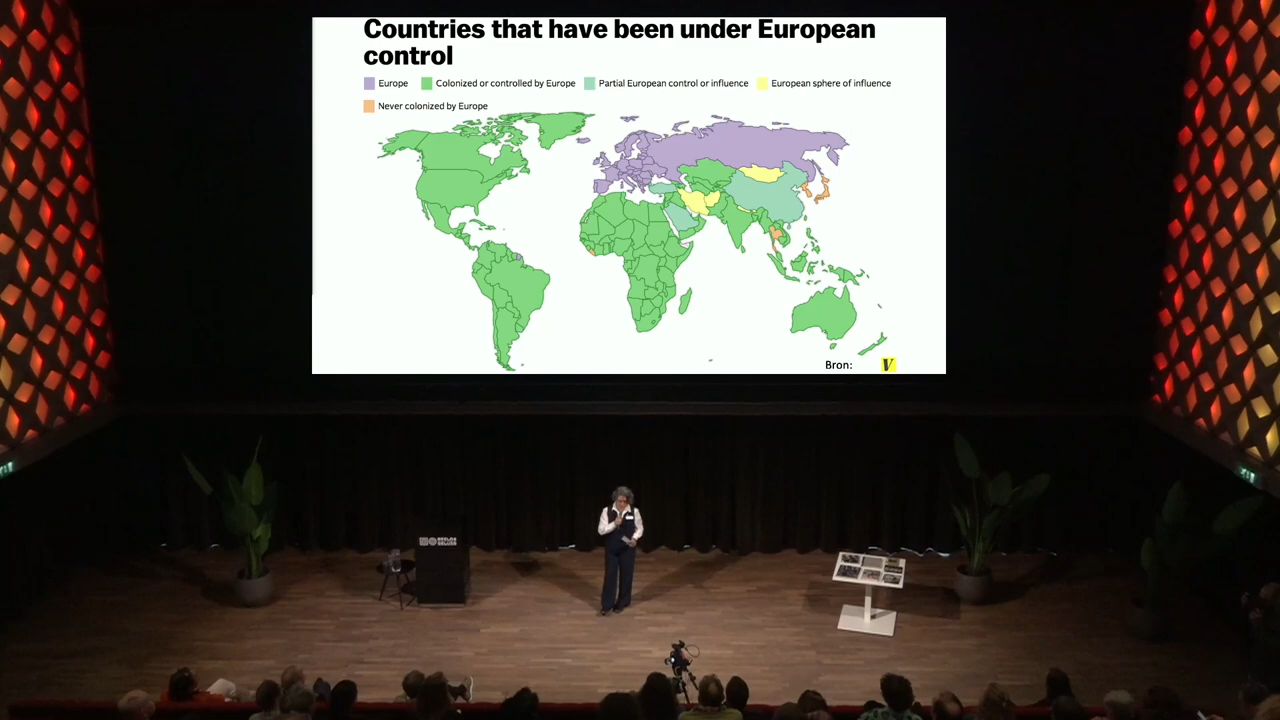 Countries that have been under European
control
Europe
Colonized or controlled by Europe
Partial European control or influence
European sphere of influence
Never colonized by Europe
Bron:
V